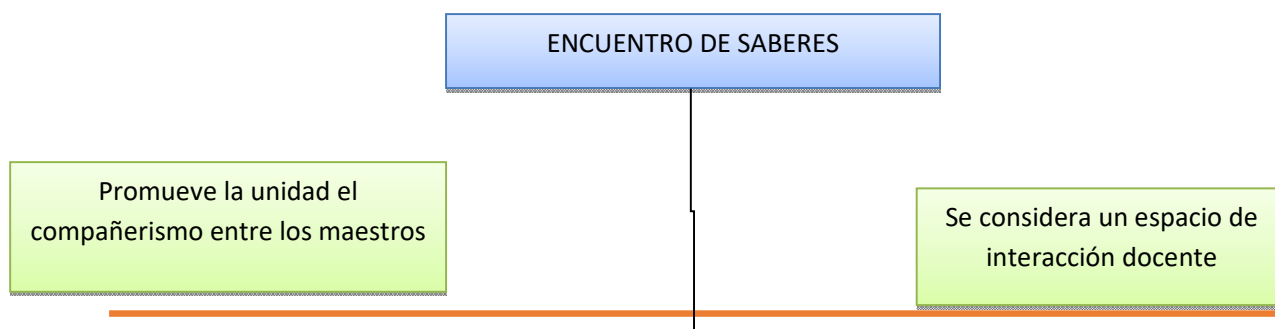 ENCUENTRO DE SABERES
Promueve la unidad el
compañerismo entre los maestros
Se considera un espacio de
interacción docente